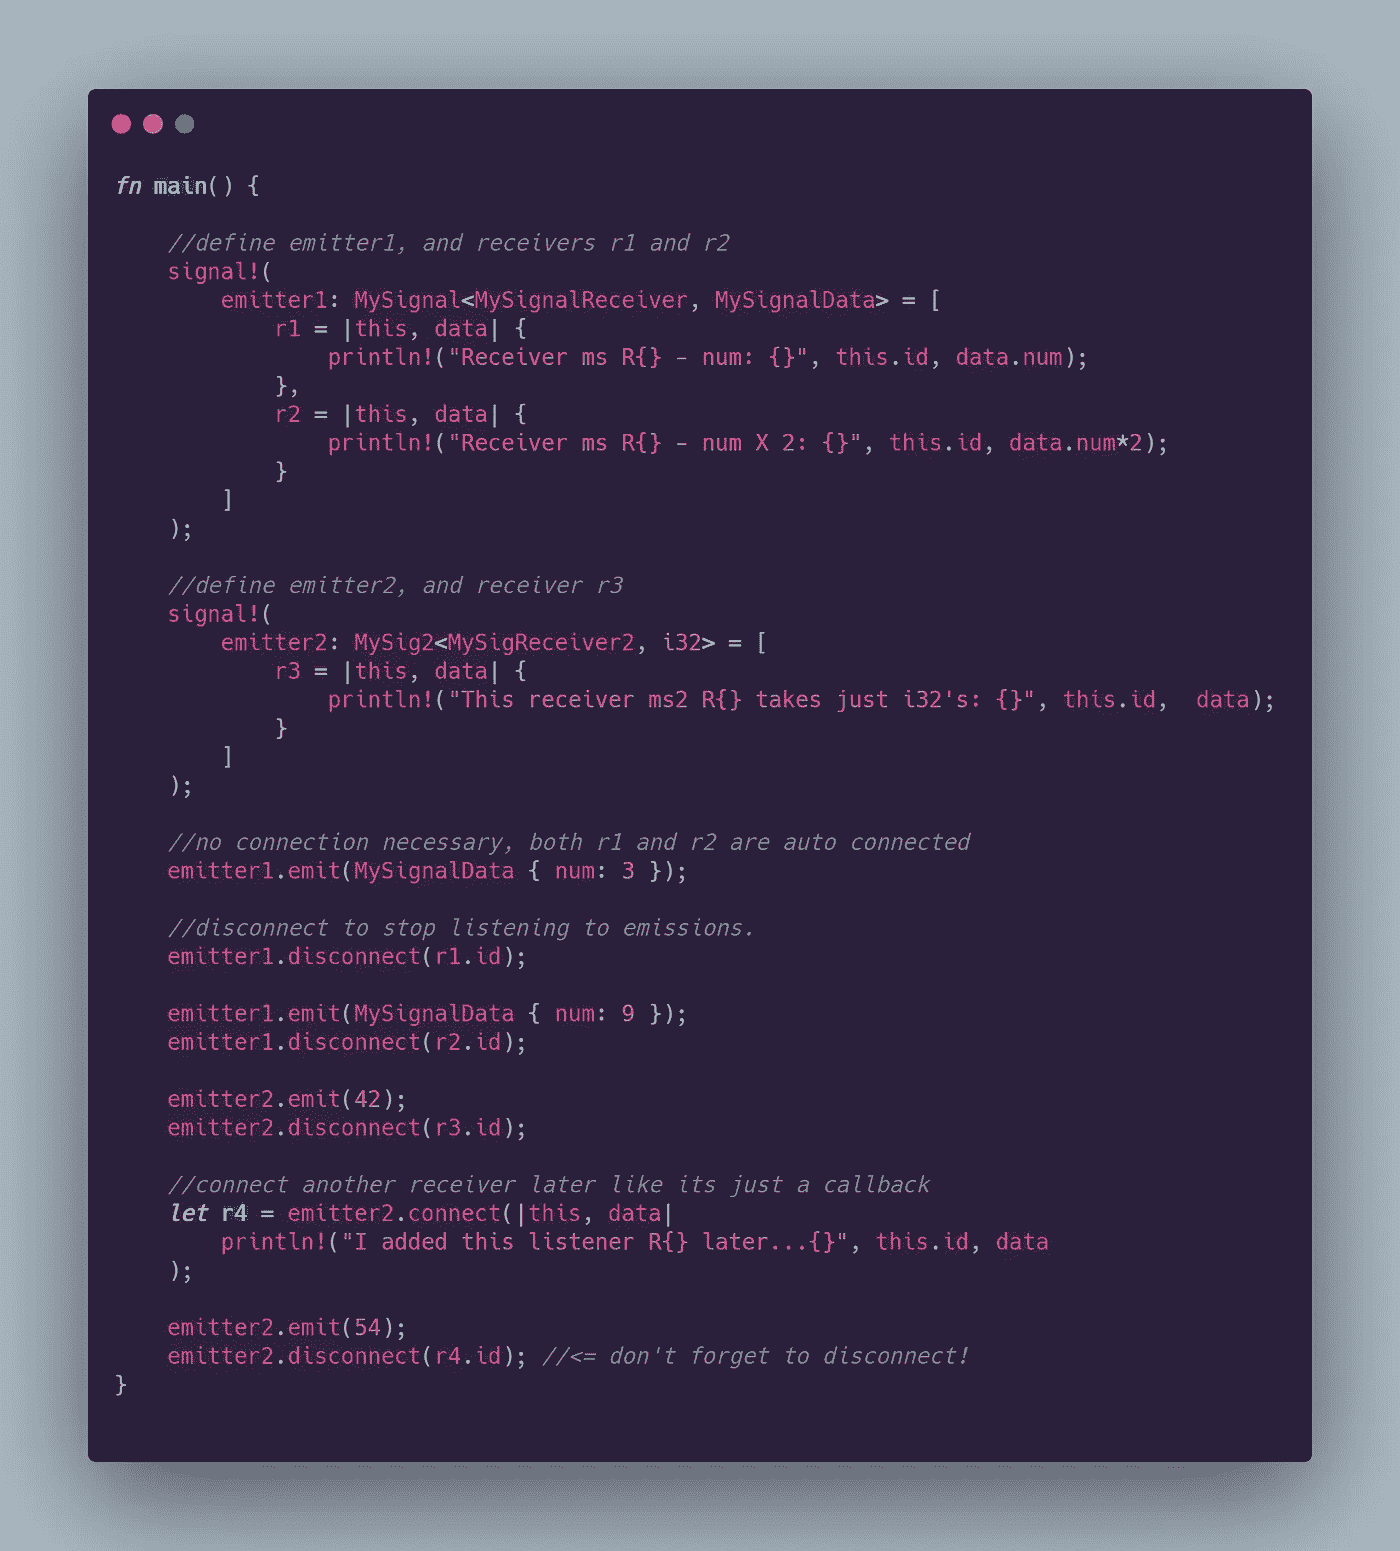 fn main() {
    //define emitter1, and receivers r1 and r2
    signal!(
        emitter1: MySignal<MySignalReceiver, MySignalData> = [
            r1 = |this, data| {
                println!("Receiver ms R{} - num: {}", this.id, data.num);
            },
            r2 = |this, data| {
                println!("Receiver ms R{} - num X 2: {}", this.id, data.num*2);
            }
        ]
    );
    //define emitter2, and receiver r3
    signal!(
        emitter2: MySig2<MySigReceiver2, i32> = [
            r3 = |this, data| {
                println!("This receiver ms2 R{} takes just i32's: {}", this.id,  data);
            }
        ]
    );
    //no connection necessary, both r1 and r2 are auto connected
    emitter1.emit(MySignalData { num: 3 });
    //disconnect to stop listening to emissions.
    emitter1.disconnect(r1.id);
    emitter1.emit(MySignalData { num: 9 });
    emitter1.disconnect(r2.id);
    emitter2.emit(42);
    emitter2.disconnect(r3.id);
    //connect another receiver later like its just a callback
    let r4 = emitter2.connect(|this, data|
        println!("I added this listener R{} later...{}", this.id, data
    );
    emitter2.emit(54);
    emitter2.disconnect(r4.id); //<= don't forget to disconnect!
}